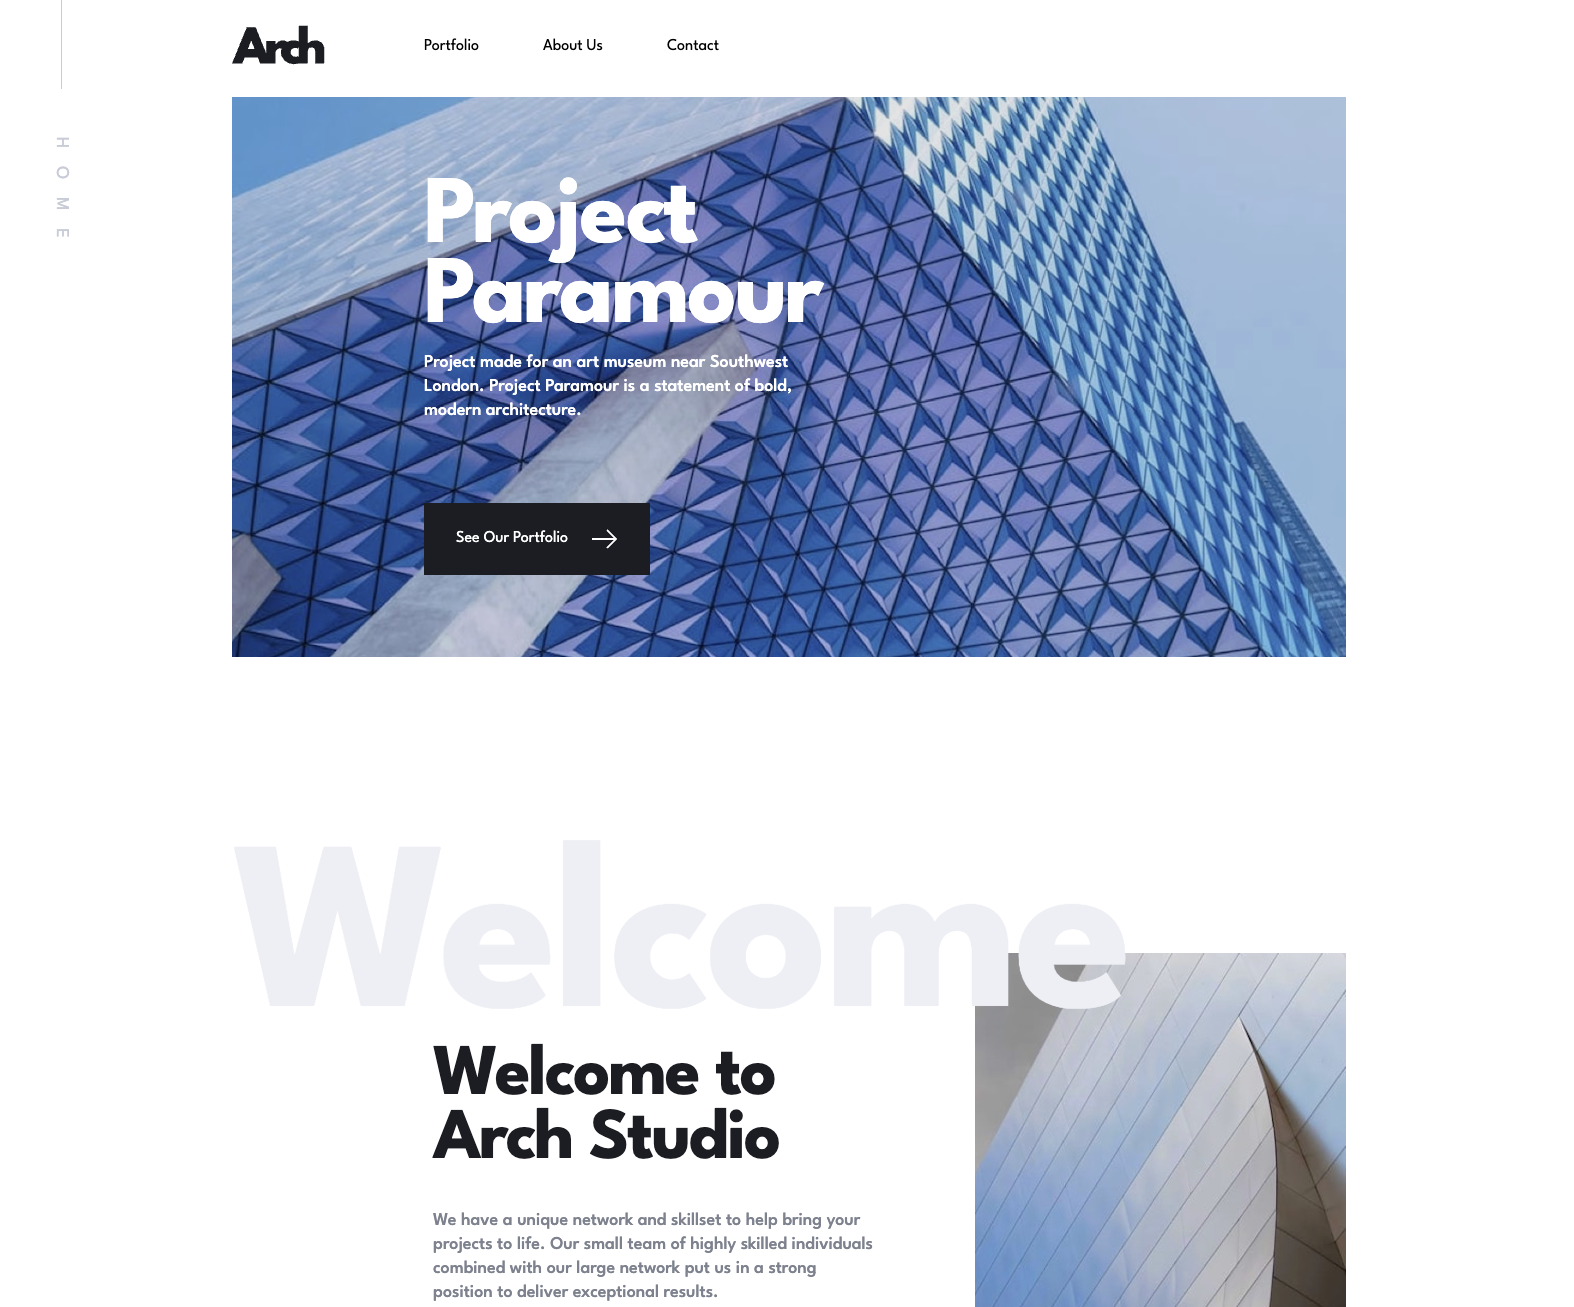 Arch
Portfolio
About Us
Contact
HOME
Project
Paramour
Project made for an art museum near Southwest
London. Project Paramour is a statement of bold,
modern architecture.
See Our Portfolio
Welcome
Welcome to
Arch Studio
We have a unique network and skillset to help bring your
projects to life. Our small team of highly skilled individuals
combined with our large network put us in a strong
position to deliver exceptional results.